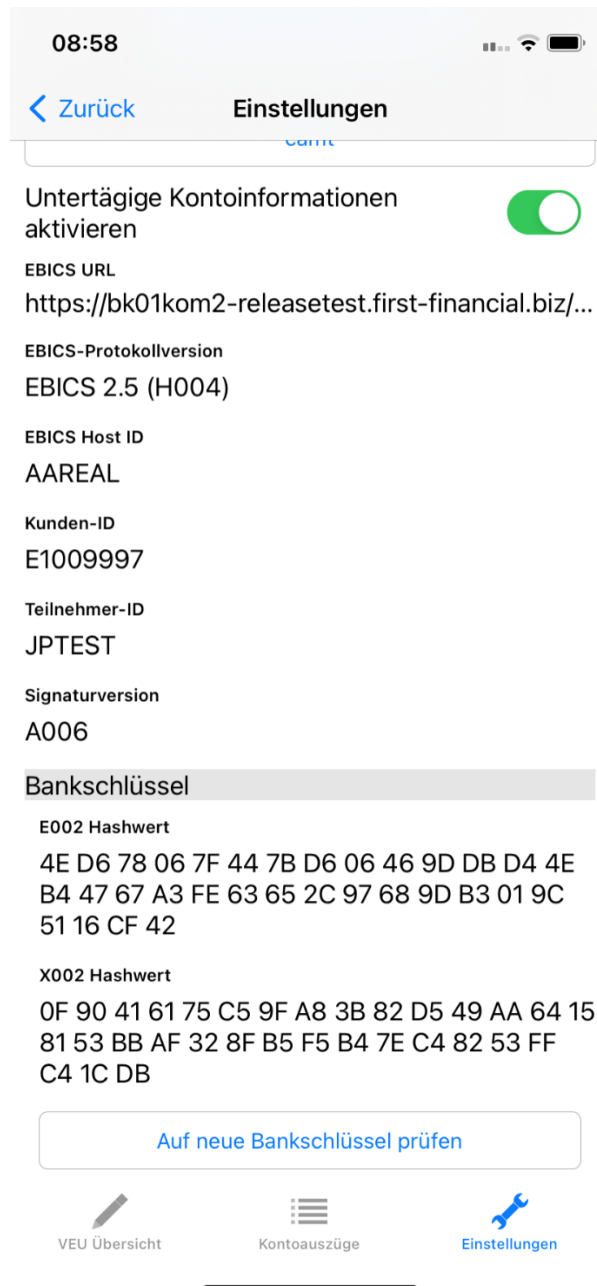 08:58
Zurück
Einstellungen
camt
Untertägige Kontoinformationen
aktivieren
EBICS URL
https://bk01kom2-releasetest.first-financial.biz/...
EBICS-Protokollversion
EBICS 2.5 (H004)
EBICS Host ID
AAREAL
Kunden-ID
E1009997
Teilnehmer-ID
JPTEST
Signaturversion
A006
Bankschlüssel
E002 Hashwert
4E D6 78 06 7F 44 7B D6 06 46 9D DB D4 4E
B4 47 67 A3 FE 63 65 2C 97 68 9D B3 01 9C
51 16 CF 42
X002 Hashwert
0F 90 41 61 75 C5 9F A8 3B 82 D5 49 AA 64 15
81 53 BB AF 32 8F B5 F5 B4 7E C4 82 53 FF
C4 1C DB
Auf neue Bankschlüssel prüfen
VEU Übersicht
Kontoauszüge
Einstellungen